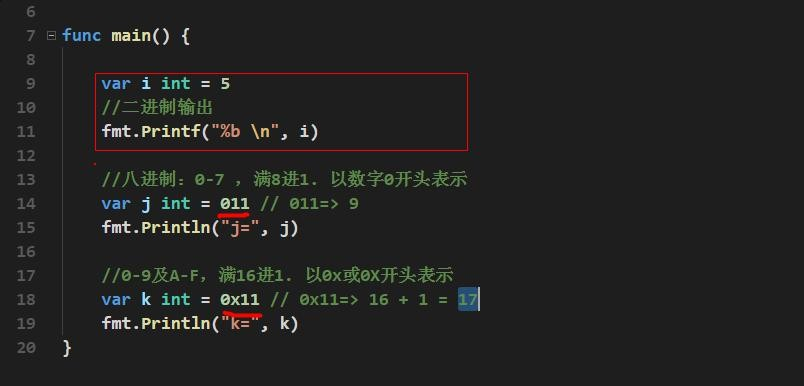 6
7 func main() {
8
9 var i int = 5
10 //二进制输出
11 fmt.Printf("%b \n", i)
12
13 //八进制：0-7 ，满8进1. 以数字0开头表示
14 var j int = 011 // 011=> 9
15 fmt.Println("j=", j)
16
17 //0-9及A-F，满16进1. 以0x或0X开头表示
18 var k int = 0x11 // 0x11=> 16 + 1 = 17
19 fmt.Println("k=", k)
20 }